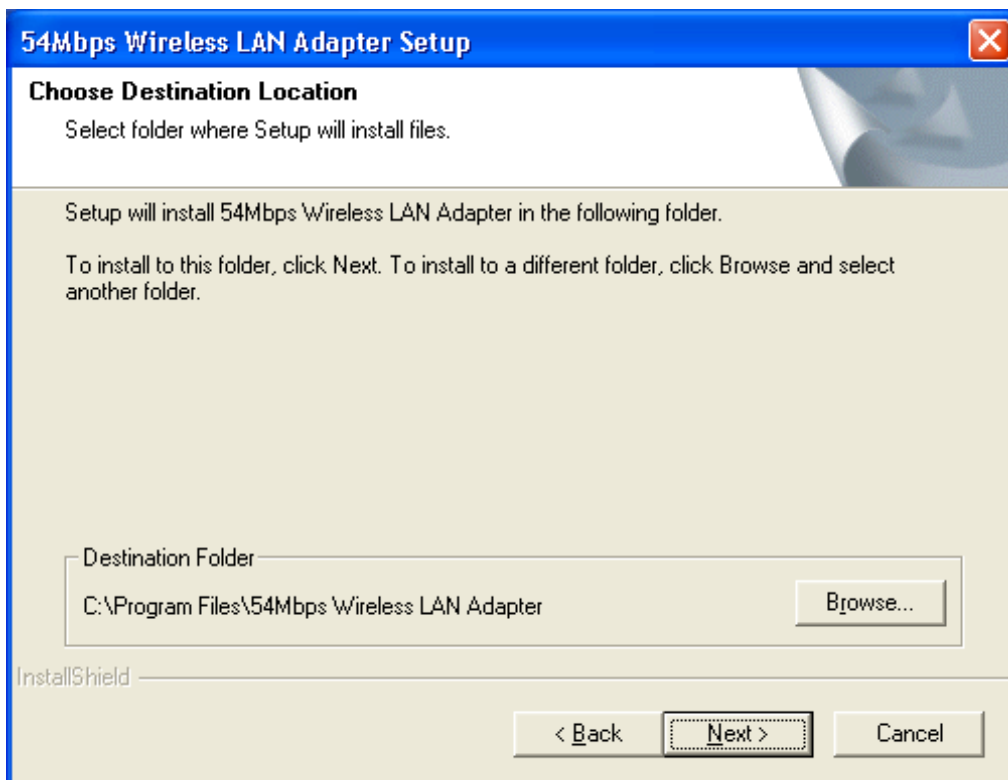 54Mbps Wireless LAN Adapter Setup
Choose Destination Location
Select folder where Setup will install files.
Setup will install 54Mbps Wireless LAN Adapter in the following folder.
To install to this folder, click Next. To install to a different folder, click Browse and select
another folder.
Destination Folder
C:\Program Files\54Mbps Wireless LAN Adapter
Browse...
InstallShield
< Back
Next >
Cancel